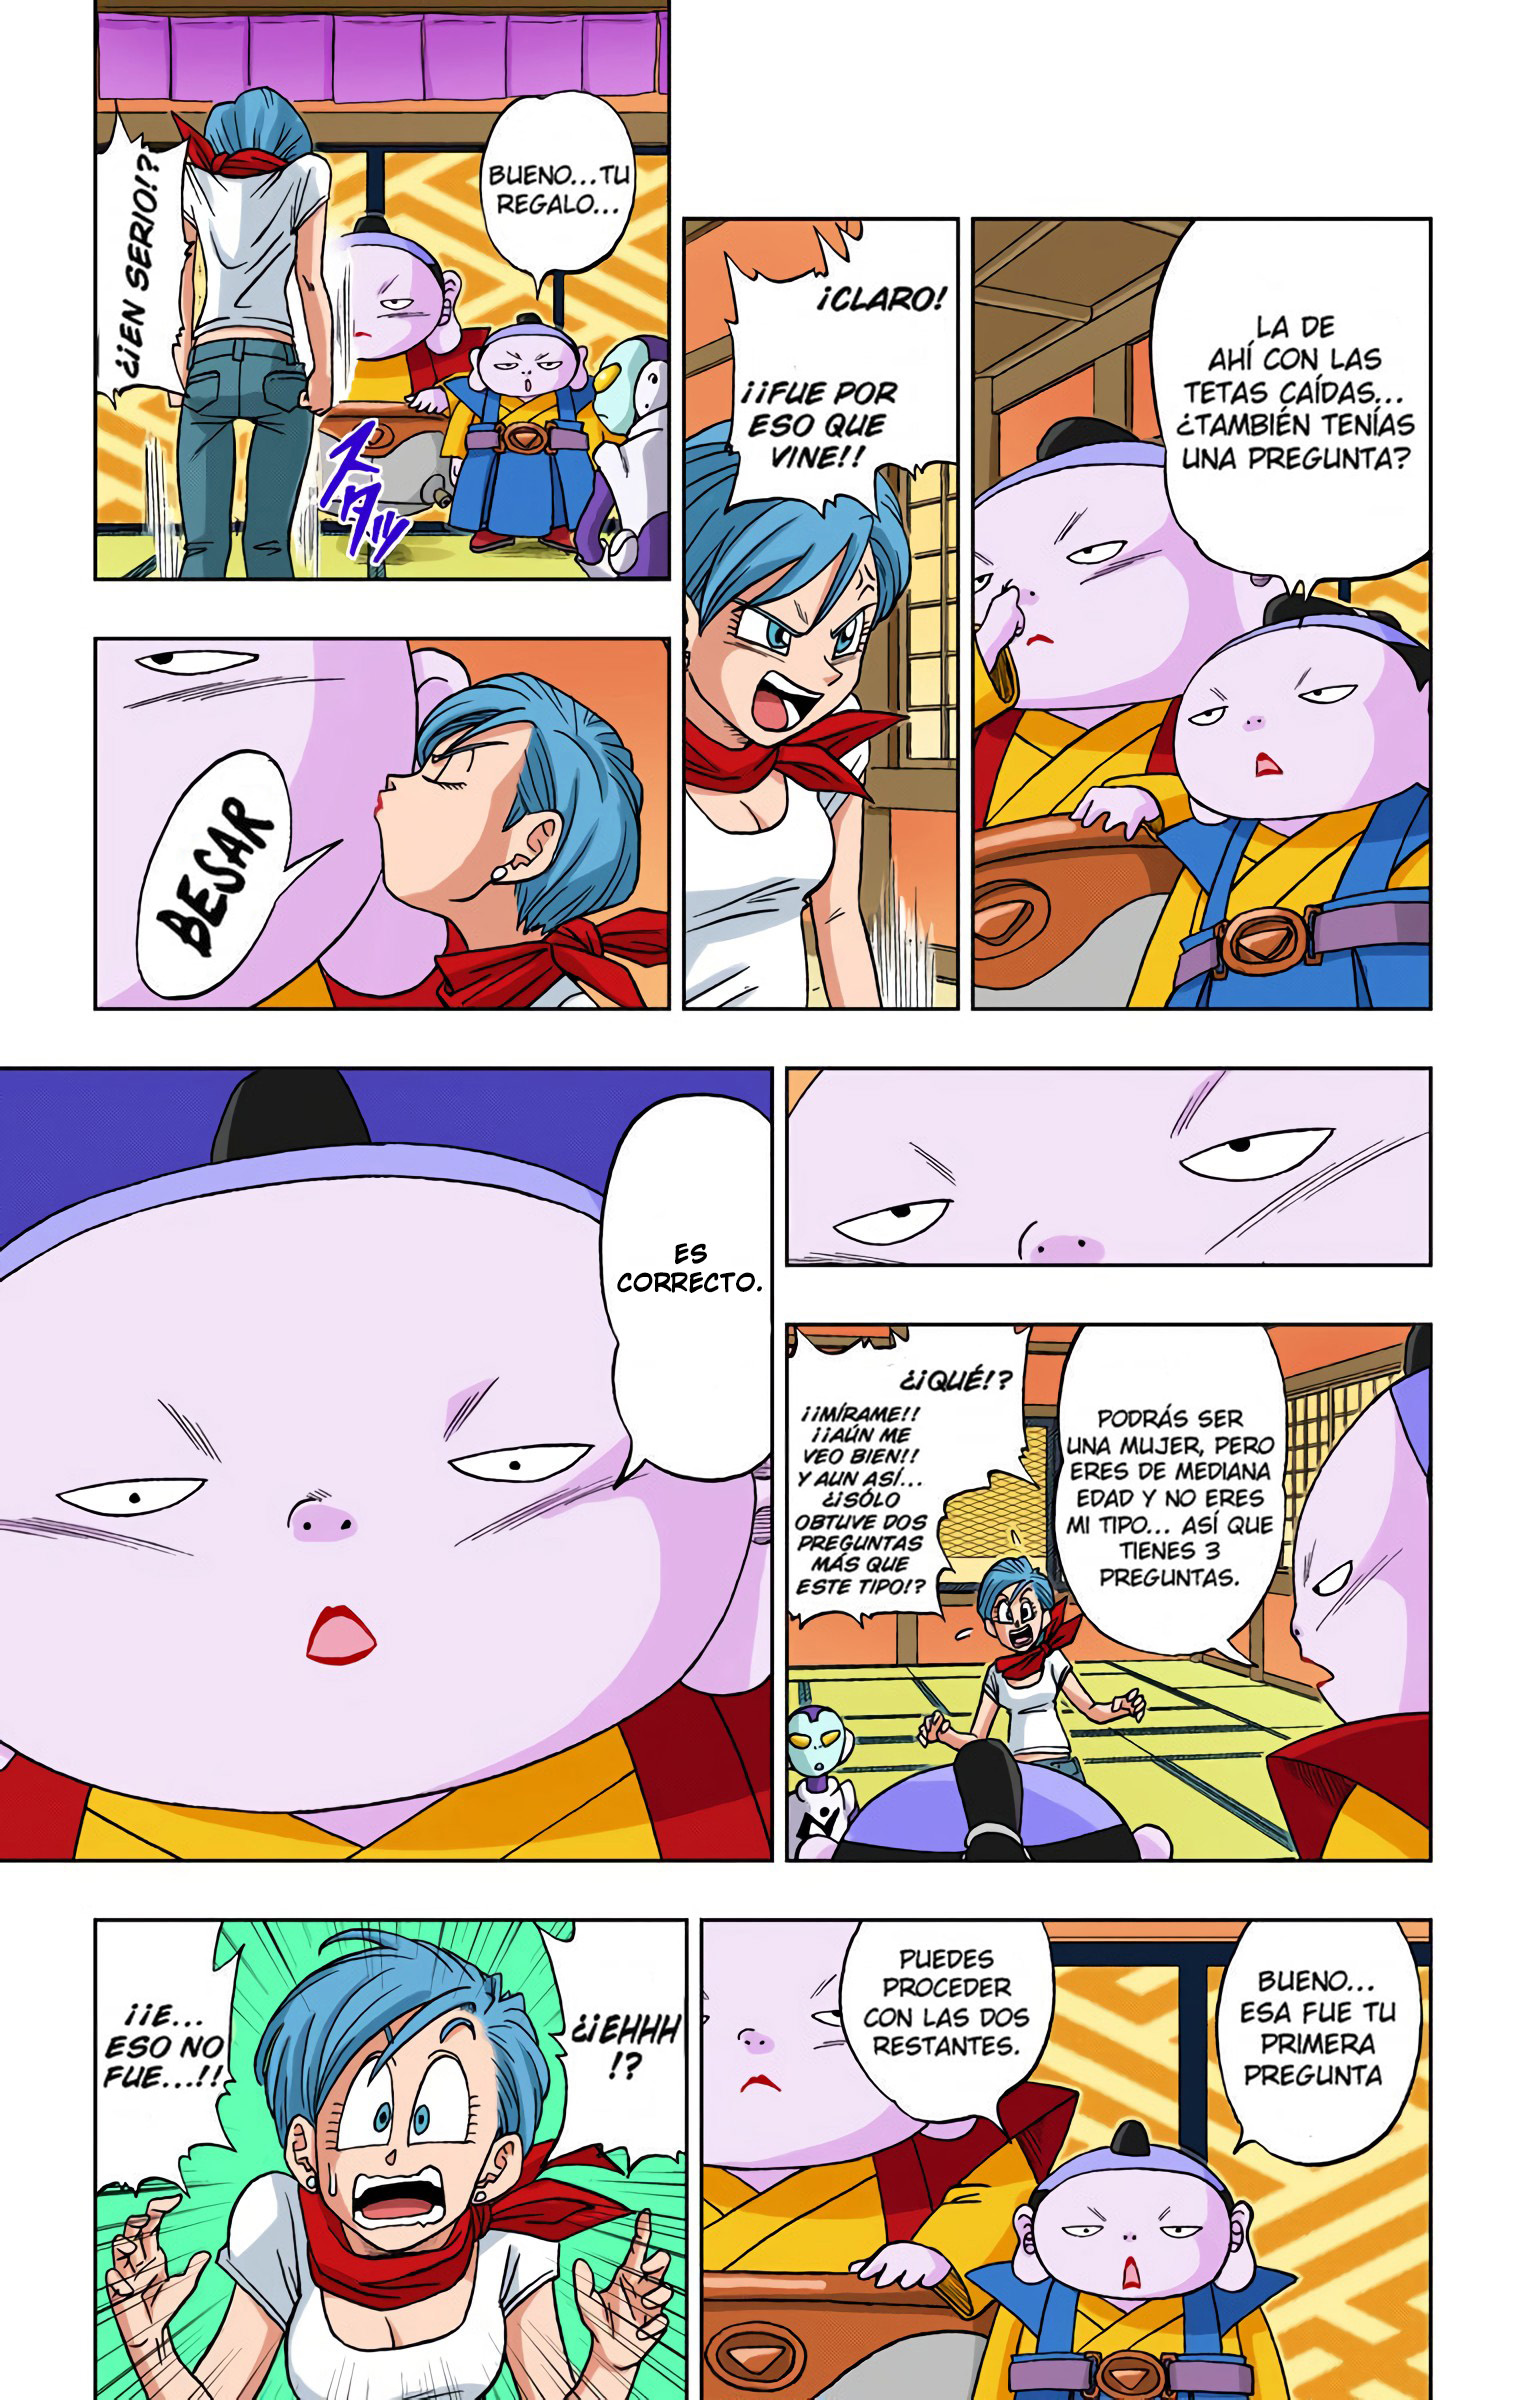 LA DE
AHÍ CON LAS
TETAS CAÍDAS...
¿TAMBIÉN TENÍAS
UNA PREGUNTA?
¡CLARO!
¡¡FUE POR
ESO QUE
VINE!!
BUENO...TU
REGALO...
¿¡EN SERIO!?
スタッ
BESAR
PODRÁS SER
UNA MUJER, PERO
ERES DE MEDIANA
EDAD Y NO ERES
MI TIPO... ASÍ QUE
TIENES 3
PREGUNTAS.
¿¡QUÉ!?
¡¡MÍRAME!!
¡¡AÚN ME
VEO BIEN!!
Y AUN ASÍ...
¿¡SÓLO
OBTUVE DOS
PREGUNTAS
MÁS QUE
ESTE TIPO!?
ES
CORRECTO.
BUENO...
ESA FUE TU
PRIMERA
PREGUNTA
PUEDES
PROCEDER
CON LAS DOS
RESTANTES.
¿¡EHHH
!?
¡¡E...
ESO NO
FUE...!!